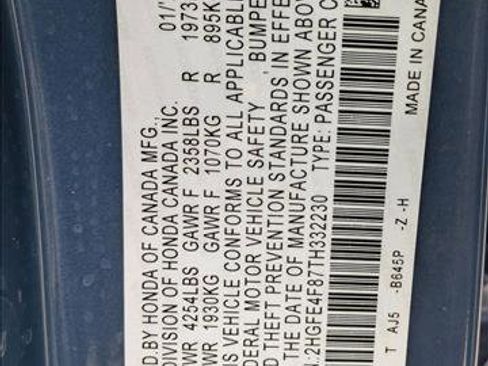 D.BY HONDA OF CANADA MFG., 01/
DIVISION OF HONDA CANADA INC.
WR 4254LBS GAWR F 2358LBS R 1973
WR 1930KG GAWR F 1070KG R 895K
IS VEHICLE CONFORMS TO ALL APPLICABLE
DERAL MOTOR VEHICLE SAFETY BUMPE
D THEFT PREVENTION STANDARDS IN EFFE
THE DATE OF MANUFACTURE SHOWN ABOV
.:2HGFE4F871H332230 TYPE: PASSENGER C
T AJ5 -B645P -Z -H
MADE IN CANA